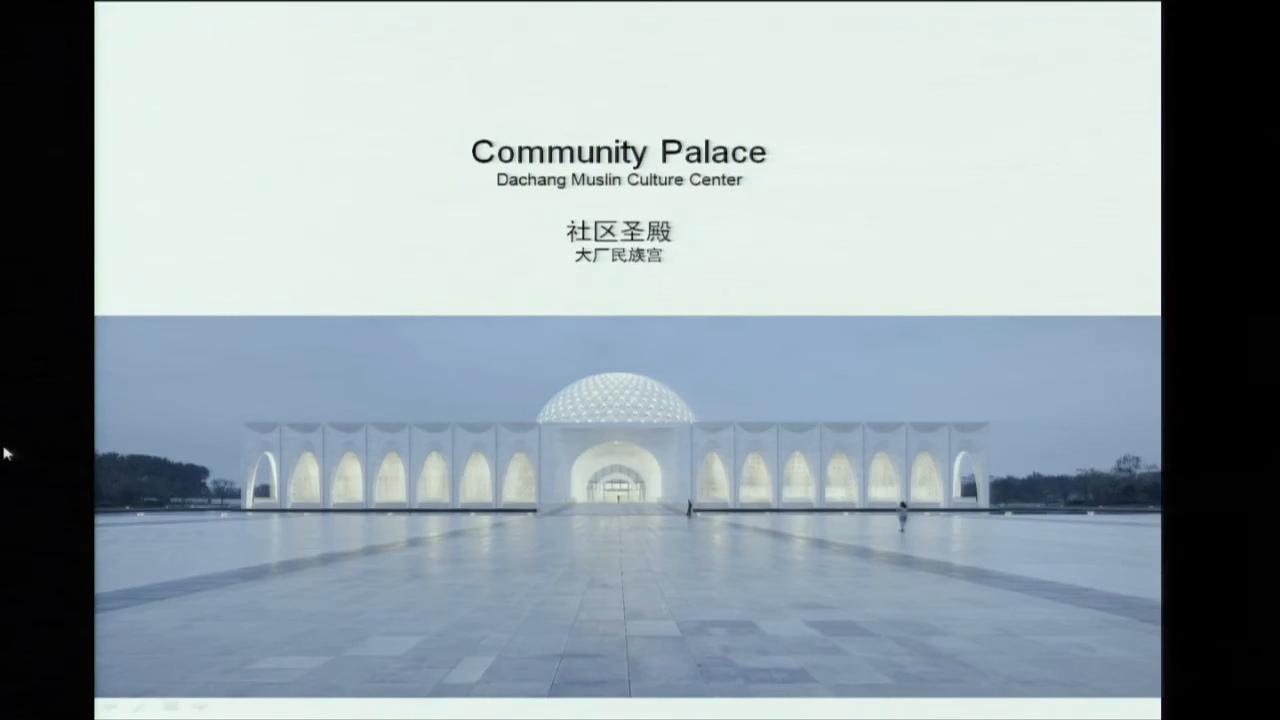 Community Palace
Dachang Muslin Culture Center
社区圣殿
大厂民族宫